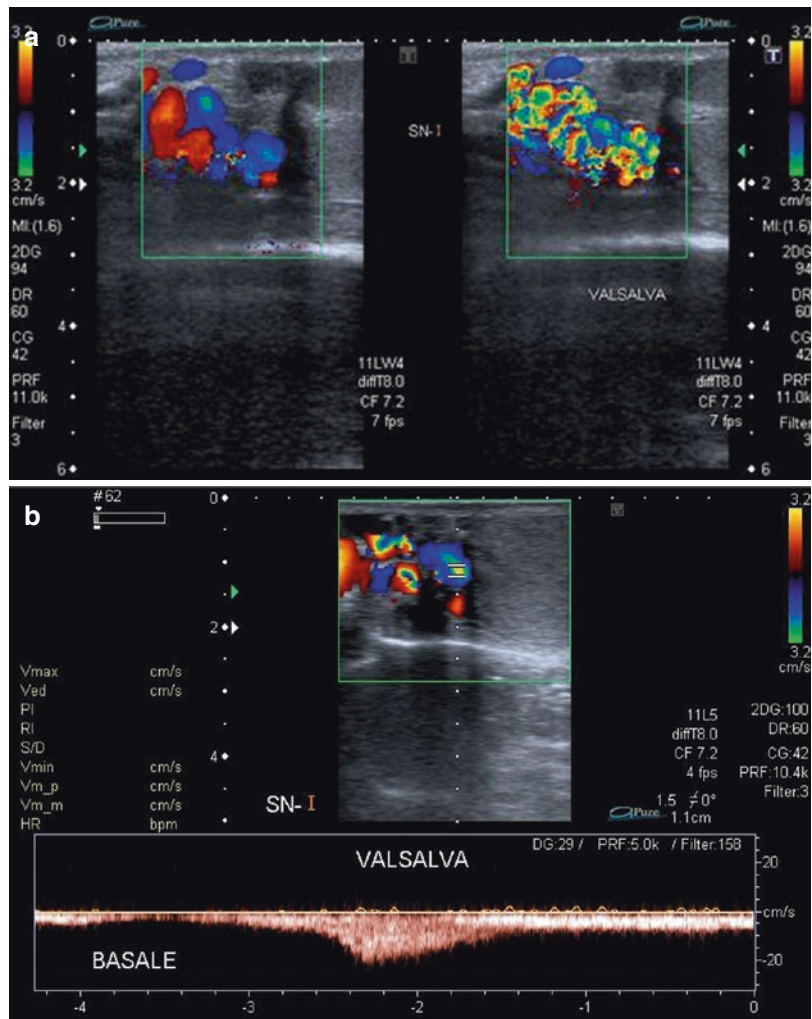 a
aPure
aPure
0
0
3.2
3.2
T
T
SN-I
3.2
cm/s
2
2
3.2
cm/s
MI:(1.6)
2DG
94
DR
60
CG
42
PRF
11.0k
Filter
3
MI:(1.6)
2DG
94
DR
60
CG
42
PRF
11.0k
Filter
3
VALSALVA
4
4
11LW4
diffT8.0
CF 7.2
7 fps
11LW4
diffT8.0
CF 7.2
7 fps
6
6
b
#62
0
3.2
2
3.2
cm/s
Vmax cm/s
Ved cm/s
PI
RI
S/D
Vmin cm/s
Vm_p cm/s
Vm_m cm/s
HR bpm
4
SN-I
11L5
diffT8.0
CF 7.2
4 fps
2DG:100
DR:60
CG:42
PRF:10.4k
Filter:3
1.5 0°
aPure 1.1cm
VALSALVA
DG:29 / PRF:5.0k / Filter:158
20
cm/s
BASALE
-20
-4 -3 -2 -1 0